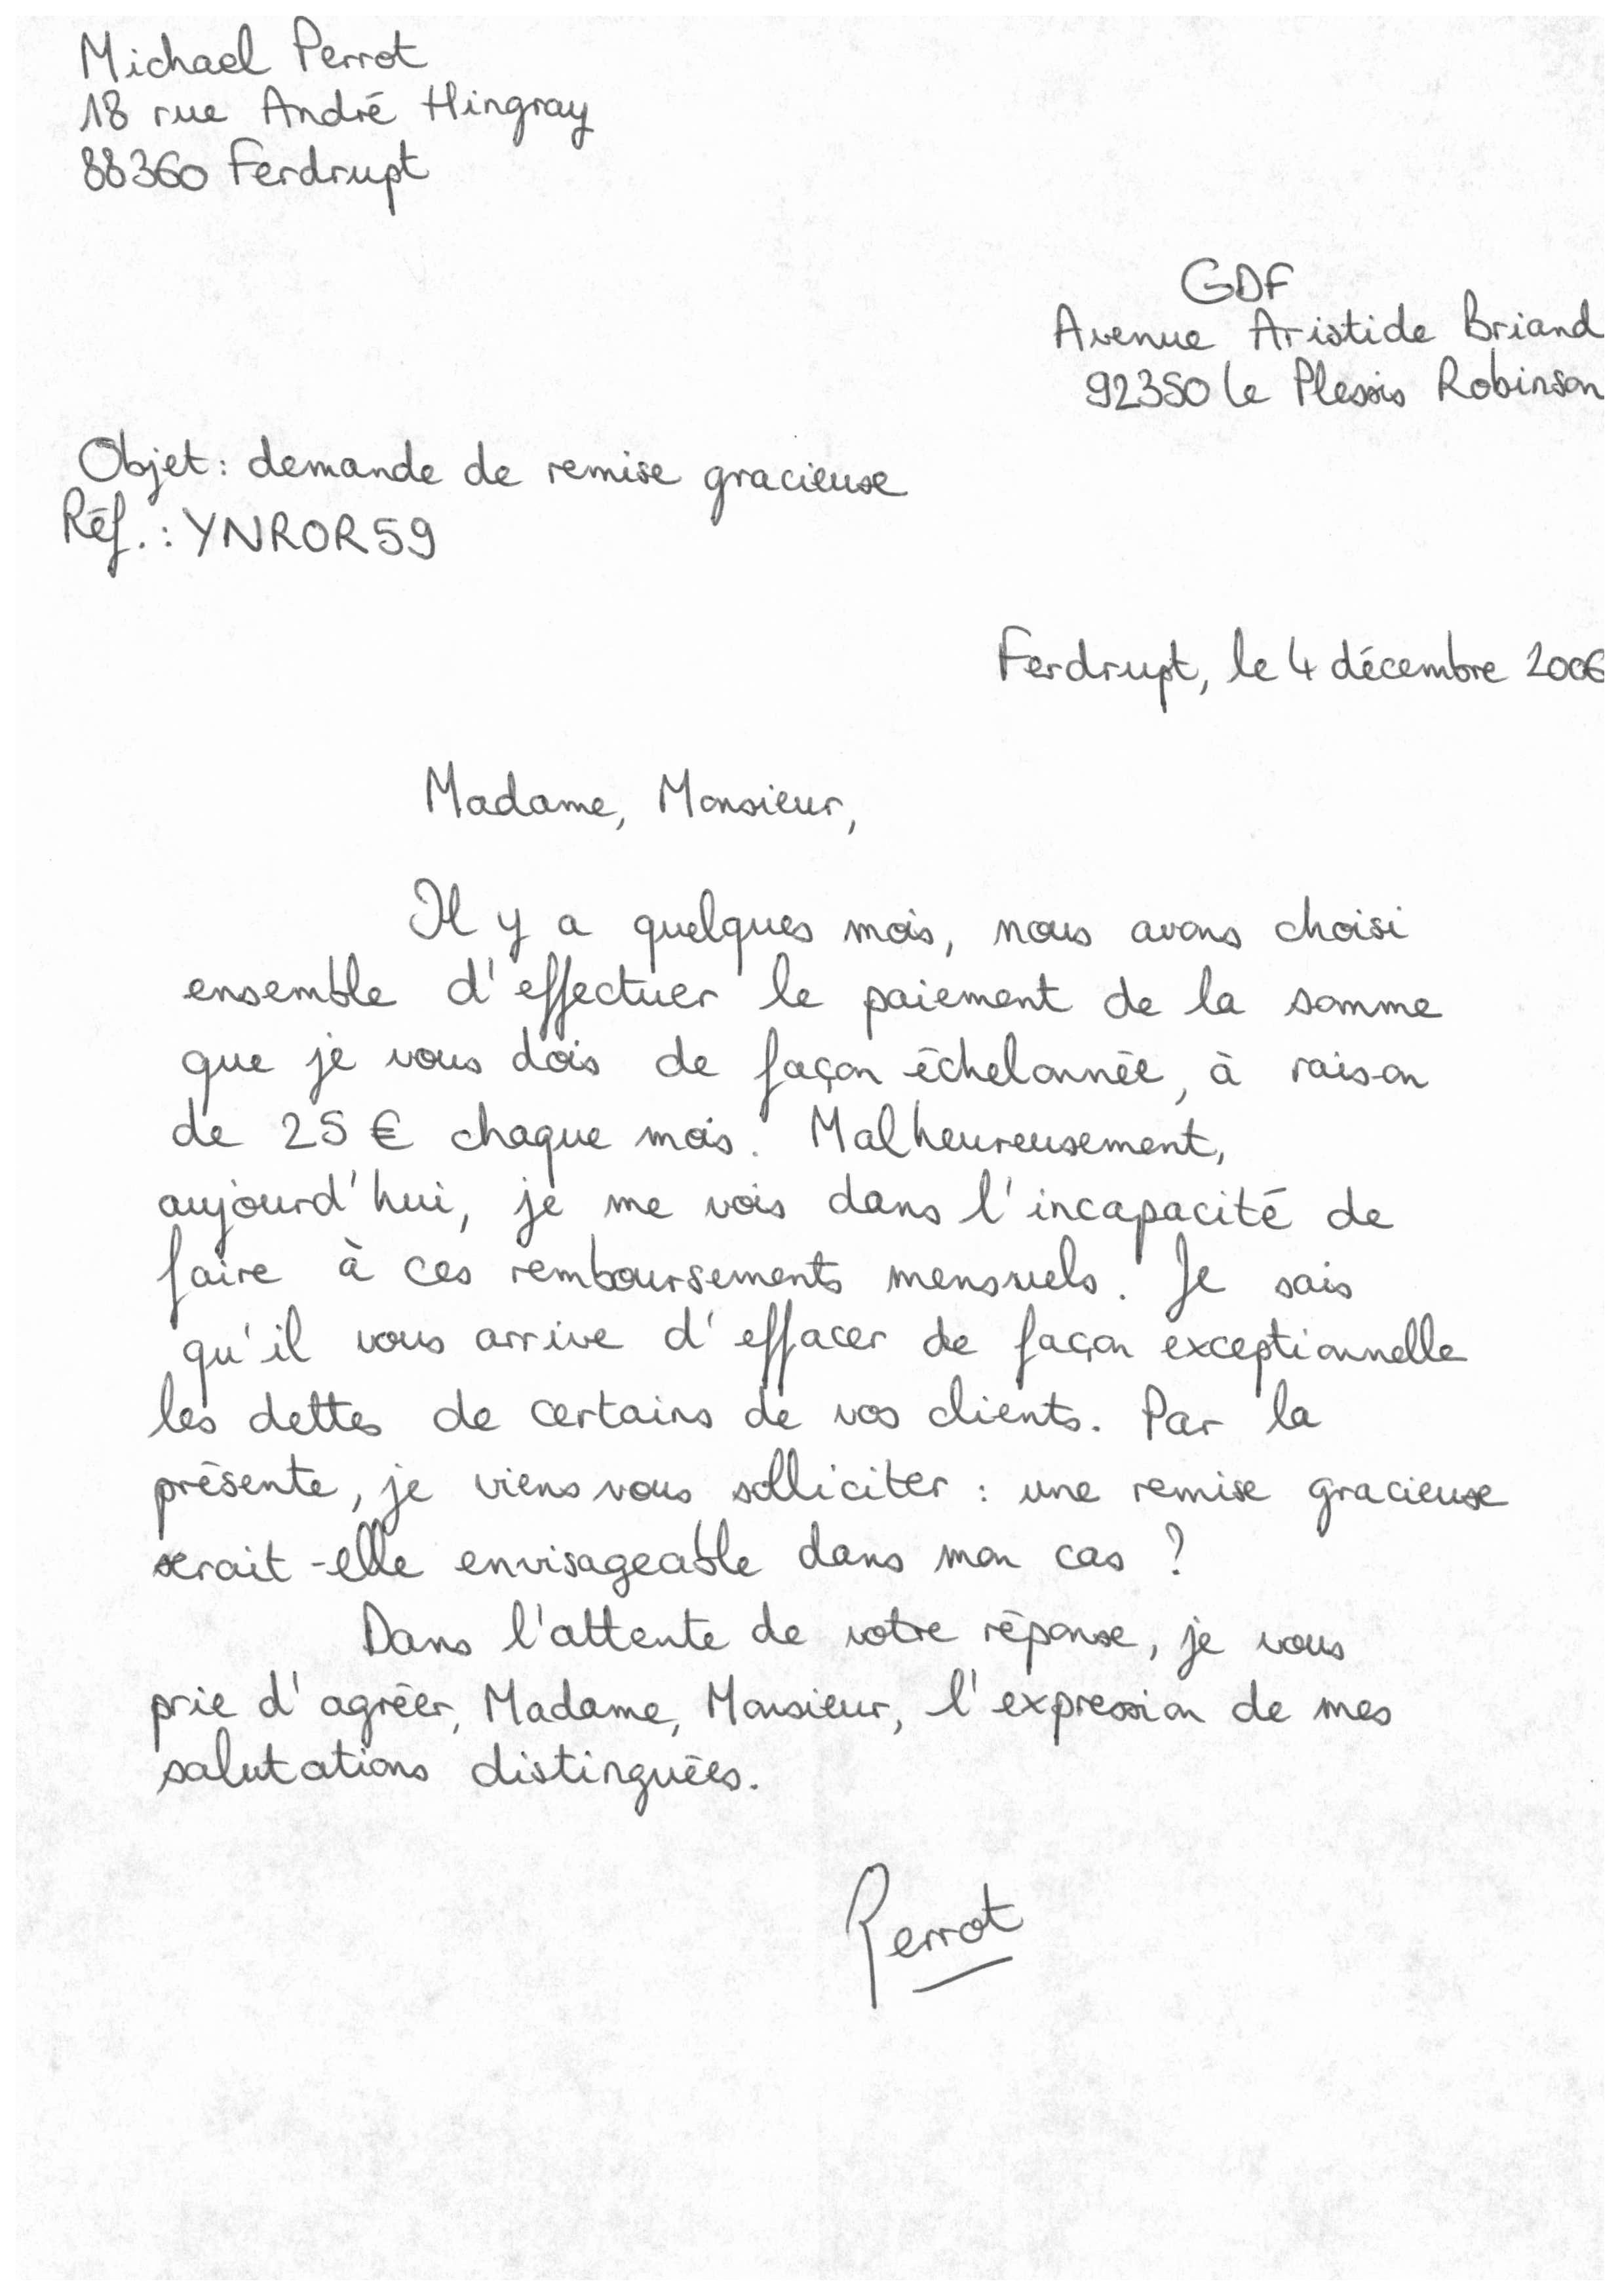 Michael Perrot
18 rue André Hingray
88360 Ferdrupt
GDF
Avenue Aristide Briand
92350 le Plessis Robinson
Objet : demande de remise gracieuse
Réf. : YNROR59
Ferdrupt, le 4 décembre 2006
Madame, Monsieur,
Il y a quelques mois, nous avons choisi
ensemble d'effectuer le paiement de la somme
que je vous dois de façon échelonnée, à raison
de 25 € chaque mois. Malheureusement,
aujourd'hui, je me vois dans l'incapacité de
faire à ces remboursements mensuels. Je sais
qu'il vous arrive d'effacer de façon exceptionnelle
les dettes de certains de vos clients. Par la
présente, je viens vous solliciter : une remise gracieuse
serait-elle envisageable dans mon cas ?
Dans l'attente de votre réponse, je vous
prie d'agréer, Madame, Monsieur, l'expression de mes
salutations distinguées.
Perrot